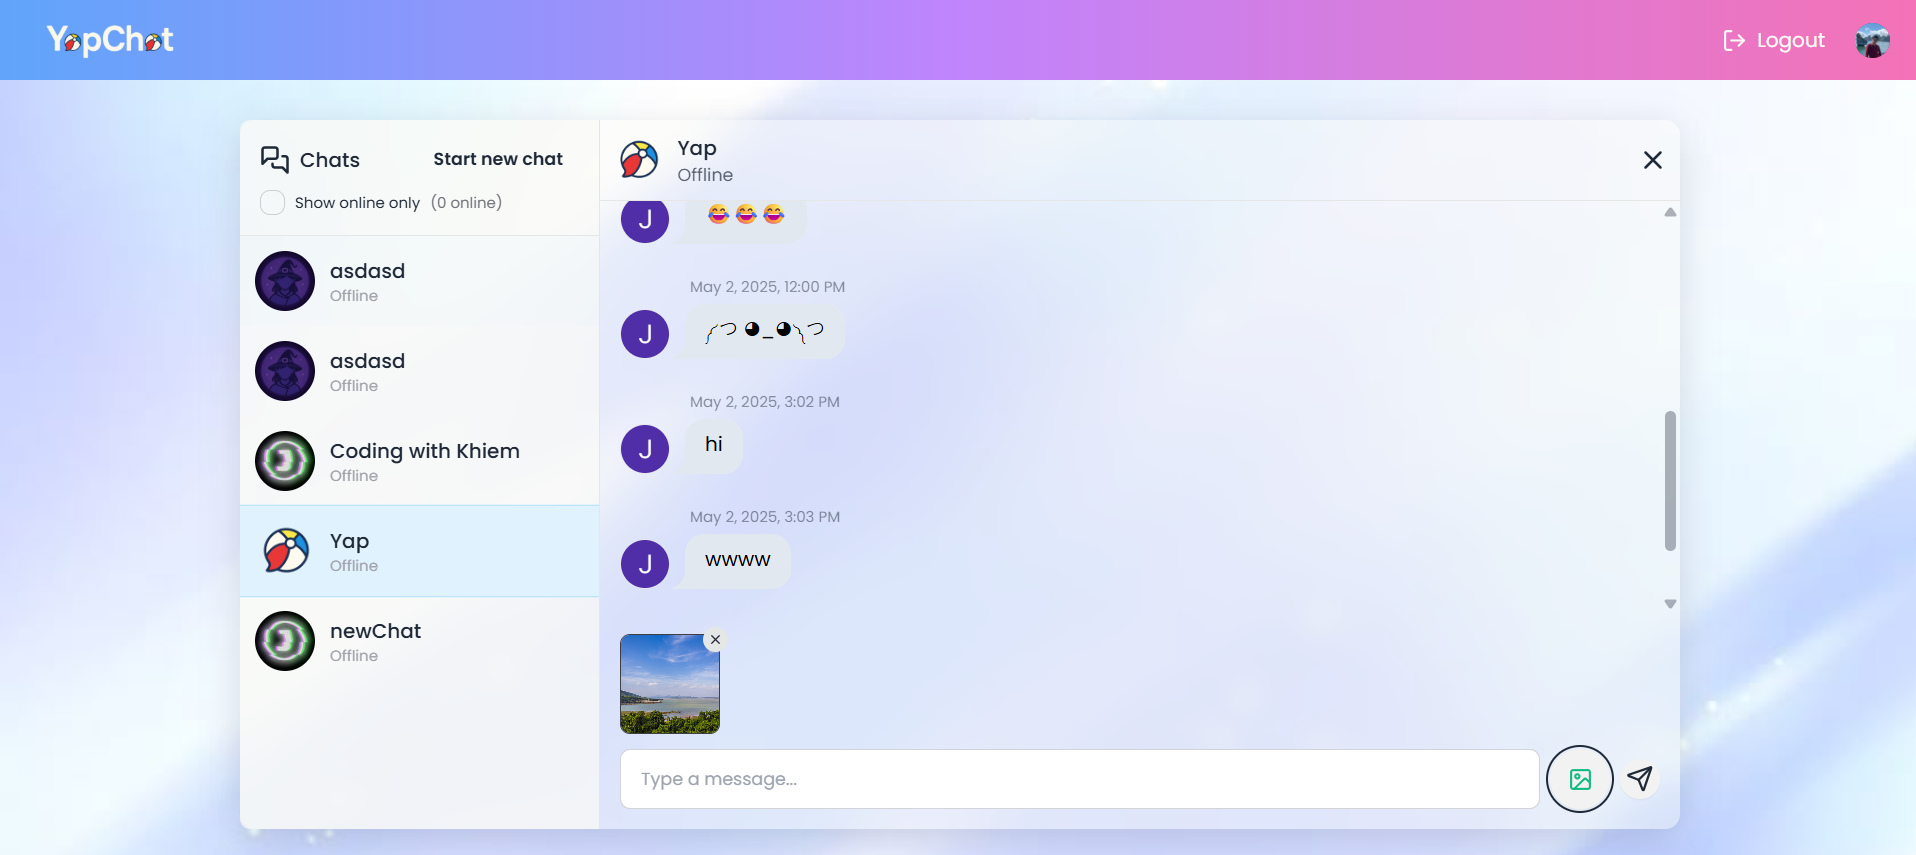 YapChat
Logout
Chats
Start new chat
Show online only (0 online)
asdasd
Offline
asdasd
Offline
Coding with Khiem
Offline
Yap
Offline
newChat
Offline
Yap
Offline
J
😂😂😂
May 2, 2025, 12:00 PM
J
༼つ ◕_◕༽つ
May 2, 2025, 3:02 PM
J
hi
May 2, 2025, 3:03 PM
J
wwww
Type a message...